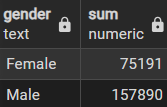 gender sum
text numeric
Female 75191
Male 157890